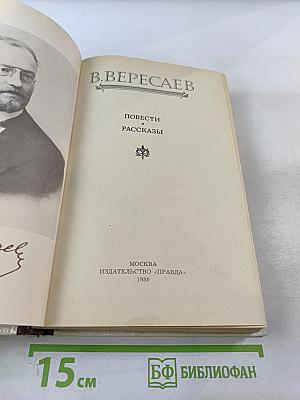 В. ВЕРЕСАЕВ
ПОВЕСТИ
РАССКАЗЫ
МОСКВА
ИЗДАТЕЛЬСТВО «ПРАВДА»
1980
15 см
БФ БИБЛИОФАН